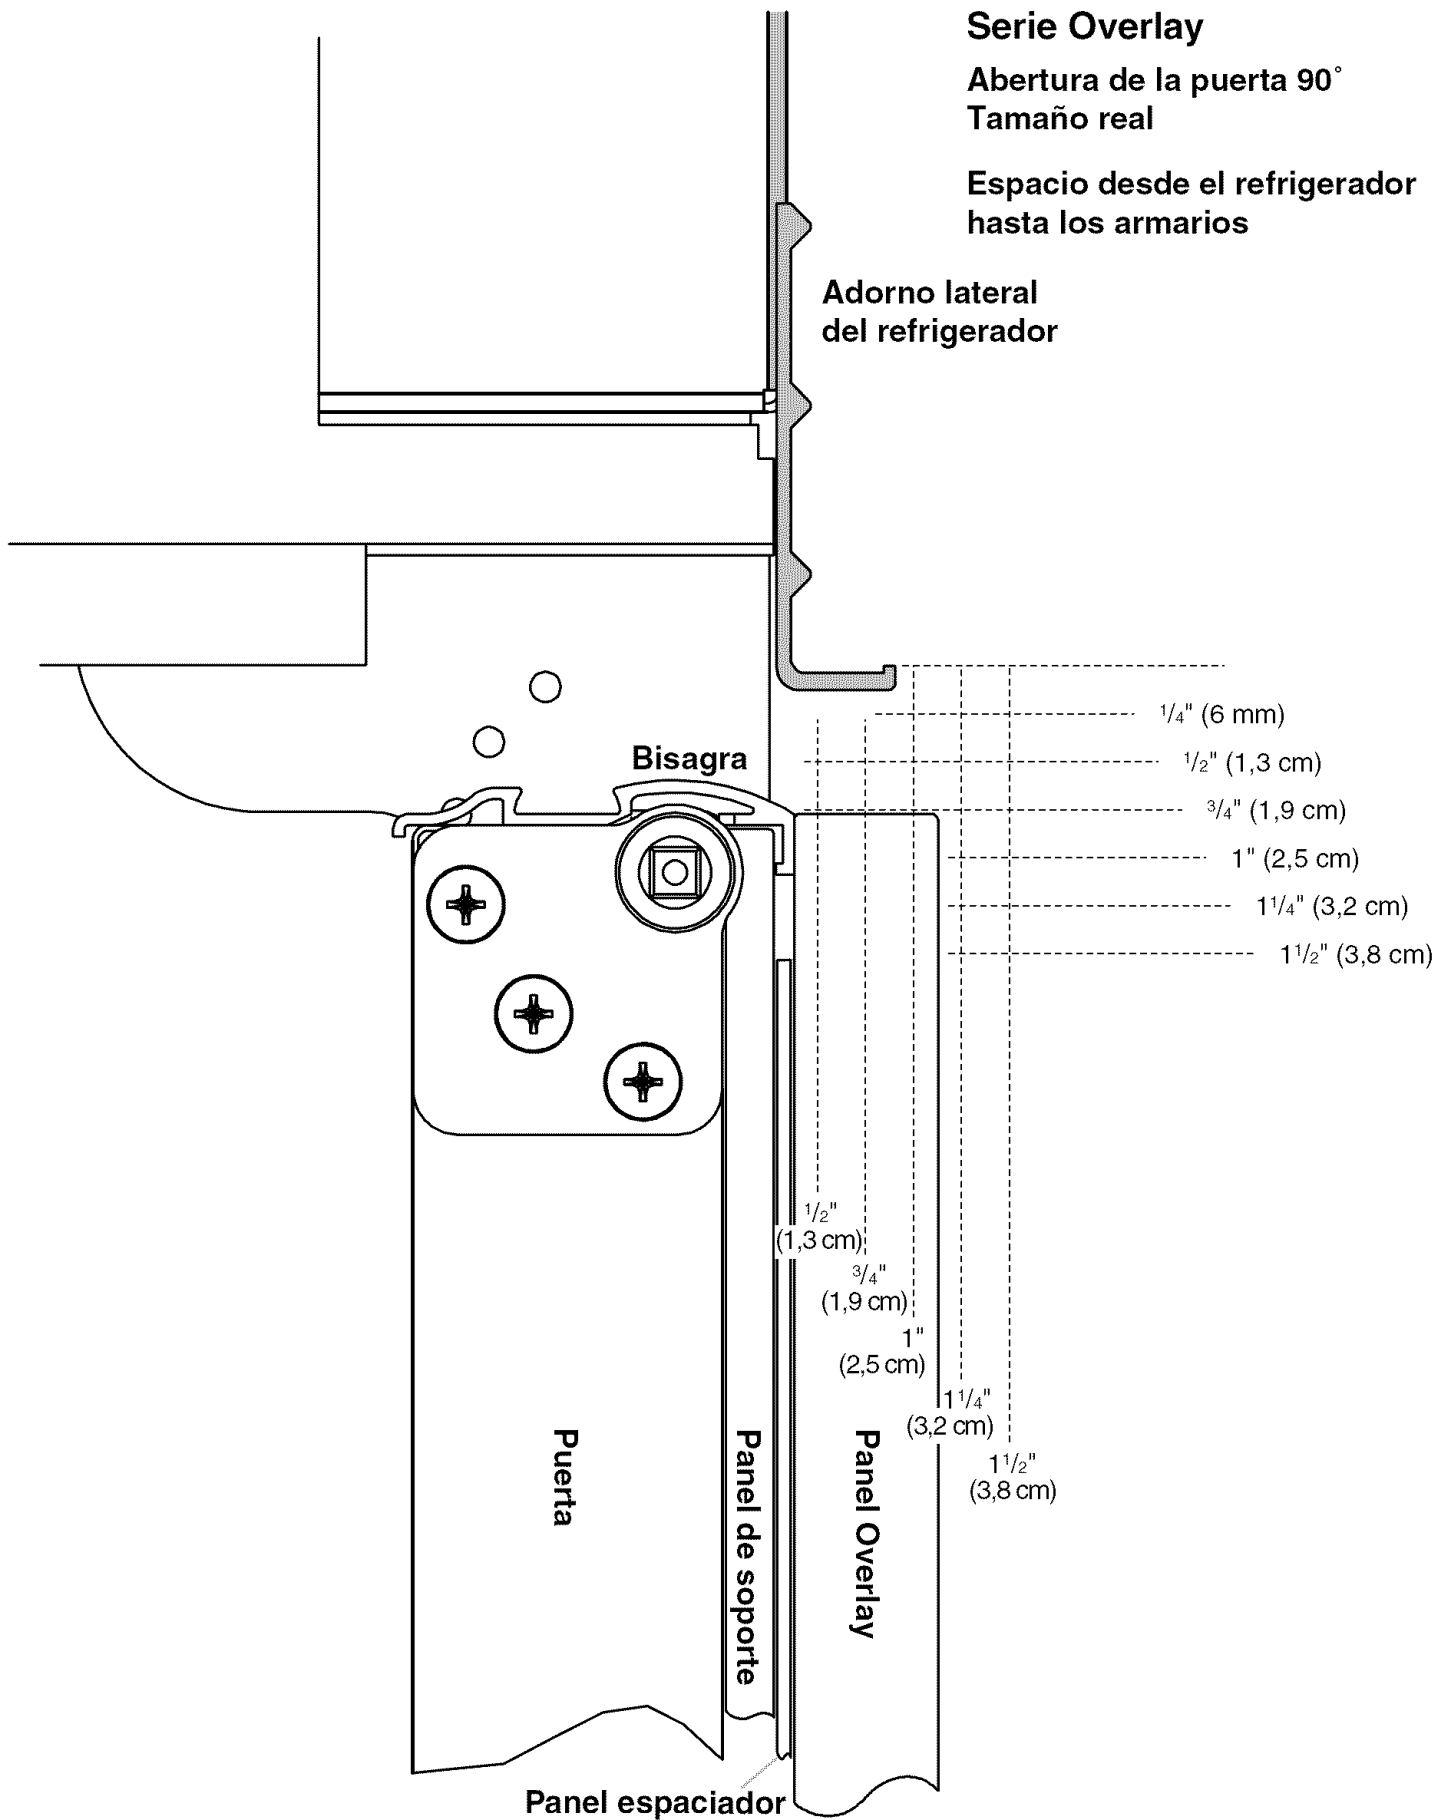 Serie Overlay
Abertura de la puerta 90°
Tamaño real
Espacio desde el refrigerador
hasta los armarios
Adorno lateral
del refrigerador
1/4" (6 mm)
Bisagra
1/2" (1,3 cm)
3/4" (1,9 cm)
1" (2,5 cm)
1 1/4" (3,2 cm)
1 1/2" (3,8 cm)
1/2"
(1,3 cm)
3/4"
(1,9 cm)
1"
(2,5 cm)
1 1/4"
(3,2 cm)
1 1/2"
(3,8 cm)
Puerta
Panel de soporte
Panel Overlay
Panel espaciador